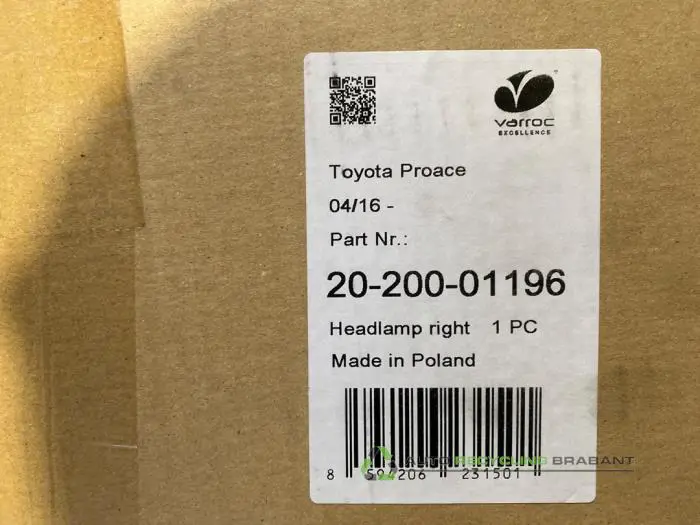 varroc
EXCELLENCE
Toyota Proace
04/16 -
Part Nr.:
20-200-01196
Headlamp right 1 PC
Made in Poland
AUTO RECYCLING BRABANT
8 594206 231501